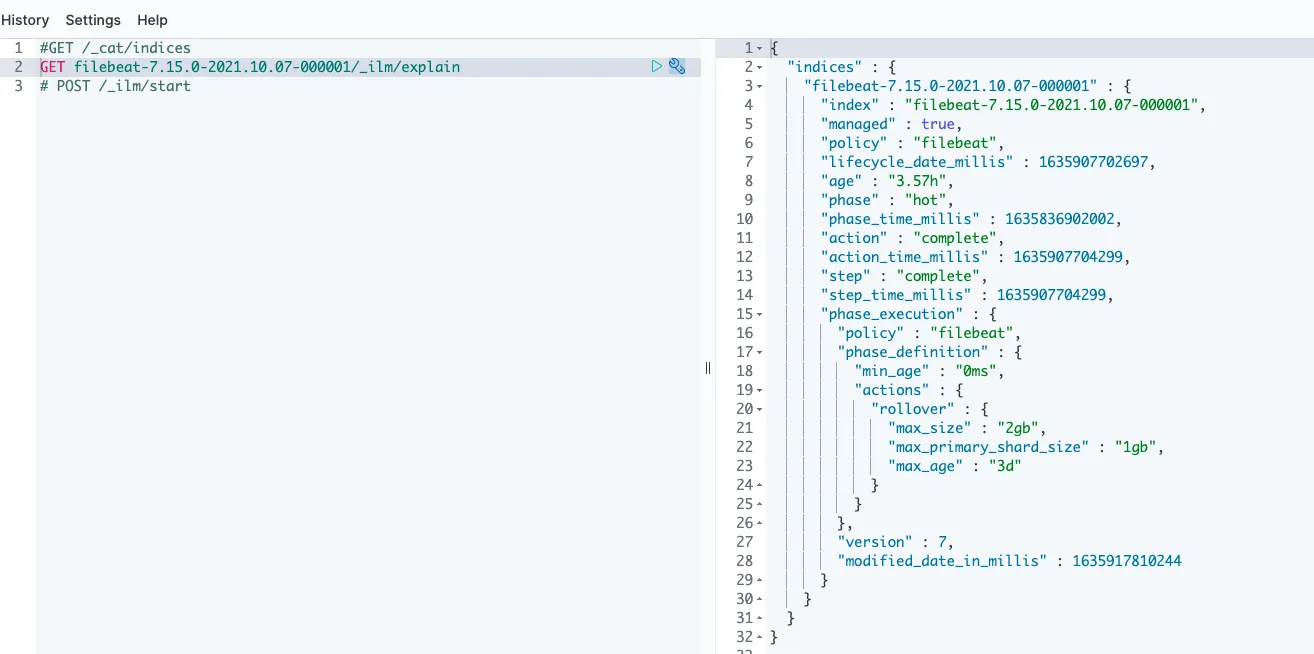 History Settings Help
1 #GET /_cat/indices
2 GET filebeat-7.15.0-2021.10.07-000001/_ilm/explain
3 # POST /_ilm/start
1 {
2 "indices" : {
3 "filebeat-7.15.0-2021.10.07-000001" : {
4 "index" : "filebeat-7.15.0-2021.10.07-000001",
5 "managed" : true,
6 "policy" : "filebeat",
7 "lifecycle_date_millis" : 1635907702697,
8 "age" : "3.57h",
9 "phase" : "hot",
10 "phase_time_millis" : 1635836902002,
11 "action" : "complete",
12 "action_time_millis" : 1635907704299,
13 "step" : "complete",
14 "step_time_millis" : 1635907704299,
15 "phase_execution" : {
16 "policy" : "filebeat",
17 "phase_definition" : {
18 "min_age" : "0ms",
19 "actions" : {
20 "rollover" : {
21 "max_size" : "2gb",
22 "max_primary_shard_size" : "1gb",
23 "max_age" : "3d"
24 }
25 }
26 },
27 "version" : 7,
28 "modified_date_in_millis" : 1635917810244
29 }
30 }
31 }
32 }